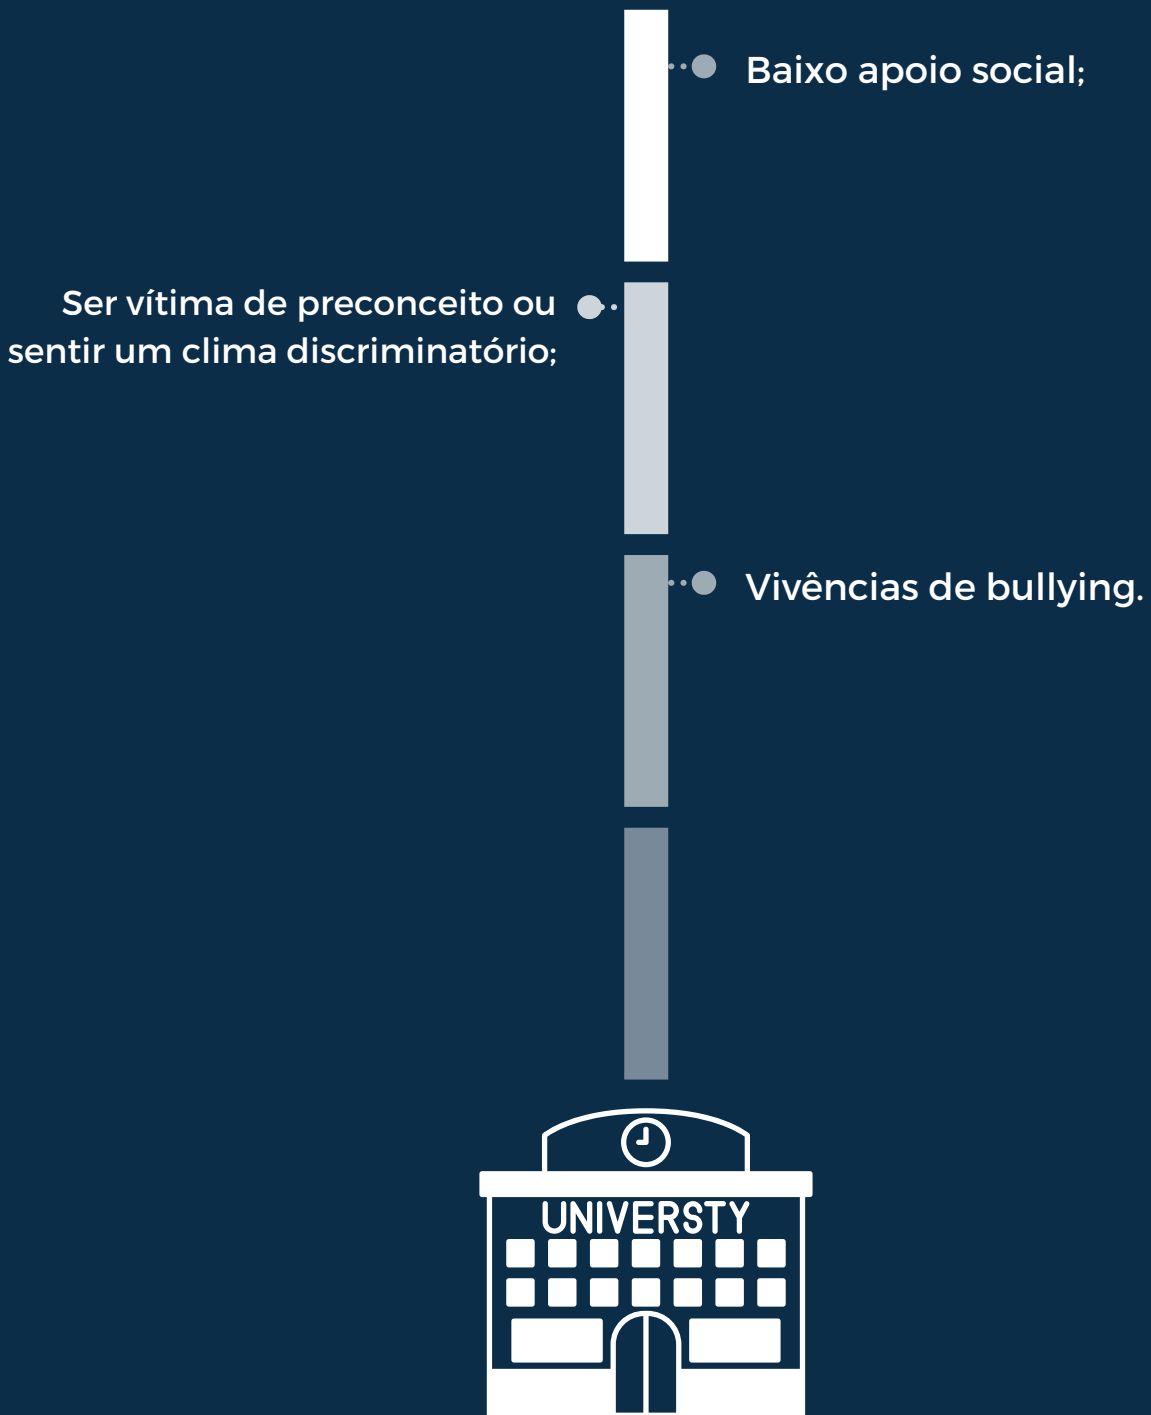 Baixo apoio social;
Ser vítima de preconceito ou
sentir um clima discriminatório;
Vivências de bullying.
UNIVERSTY